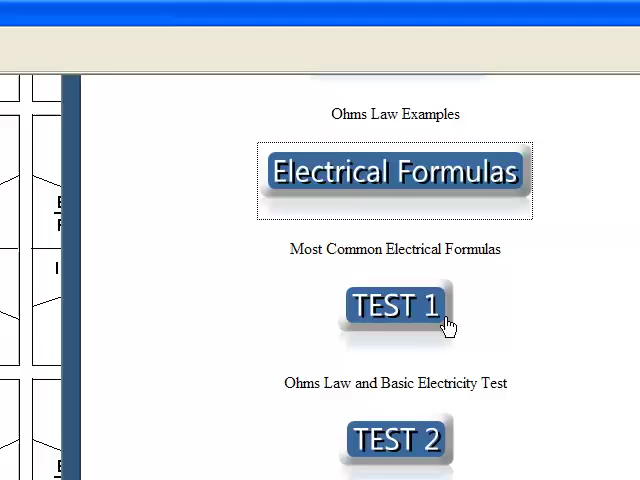 Ohms Law Examples
Electrical Formulas
Most Common Electrical Formulas
TEST 1
Ohms Law and Basic Electricity Test
TEST 2
I